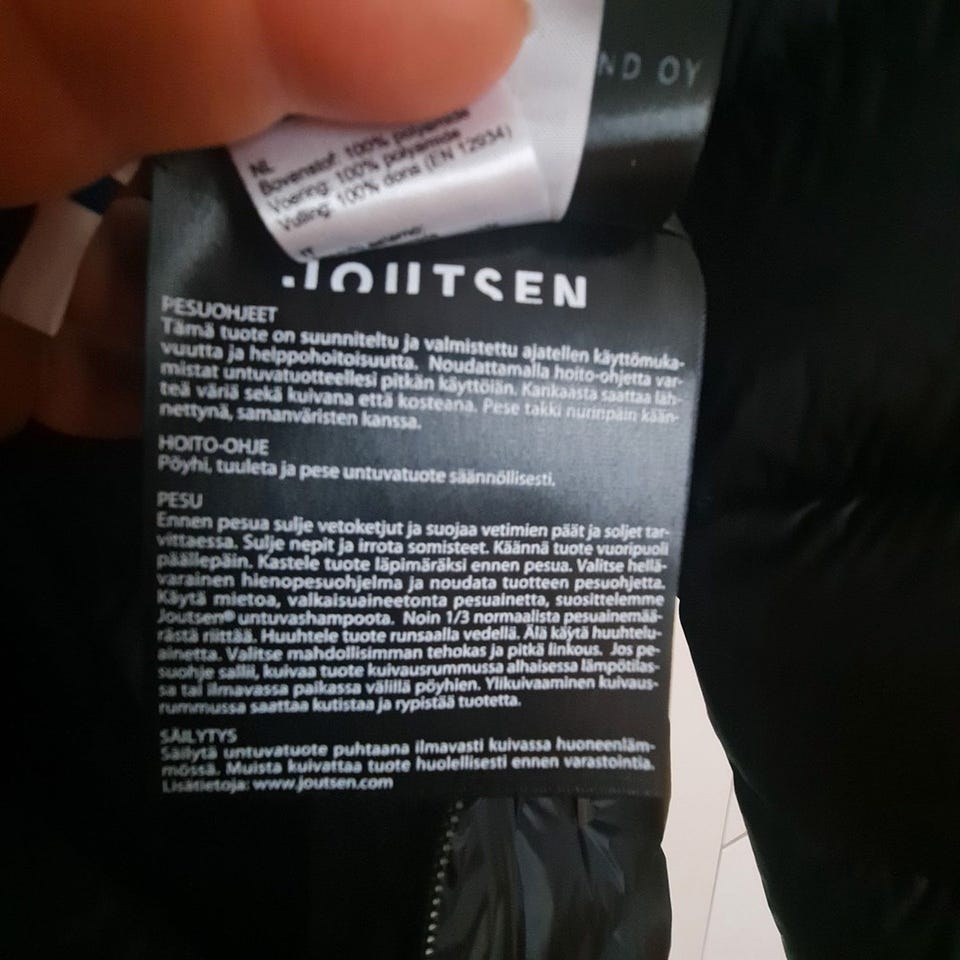 ND OY
NL
Bovenstof: 100% polyamide
Voering: 100% polyamide
Vulling: 100% dons (EN 12934)
IT
JOUTSEN
PESUOHJEET
Tämä tuote on suunniteltu ja valmistettu ajatellen käyttömuka-
vuutta ja helppohoitoisuutta. Noudattamalla hoito-ohjetta var-
mistat untuvatuotteellesi pitkän käyttöiän. Kankaasta saattaa läh-
teä väriä sekä kuivana että kosteana. Pese takki nurinpäin kään-
nettynä, samanväristen kanssa.
HOITO-OHJE
Pöyhi, tuuleta ja pese untuvatuote säännöllisesti.
PESU
Ennen pesua sulje vetoketjut ja suojaa vetimien päät ja soljet tar-
vittaessa. Sulje nepit ja irrota somisteet. Käännä tuote vuoripuoli
päällepäin. Kastele tuote läpimäräksi ennen pesua. Valitse hellä-
varainen hienopesuohjelma ja noudata tuotteen pesuohjetta.
Käytä mietoa, valkaisuaineetonta pesuainetta, suosittelemme
Joutsen® untuvashampoota. Noin 1/3 normaalista pesuainemää-
rästä riittää. Huuhtele tuote runsaalla vedellä. Älä käytä huuhtelu-
ainetta. Valitse mahdollisimman tehokas ja pitkä linkous. Jos pe-
suohje sallii, kuivaa tuote kuivausrummussa alhaisessa lämpötilas-
sa tai ilmavassa paikassa välillä pöyhien. Ylikuivaaminen kuivaus-
rummussa saattaa kutistaa ja rypistää tuotetta.
SÄILYTYS
Säilytä untuvatuote puhtaana ilmavasti kuivassa huoneenläm-
mössä. Muista kuivattaa tuote huolellisesti ennen varastointia.
Lisätietoja: www.joutsen.com